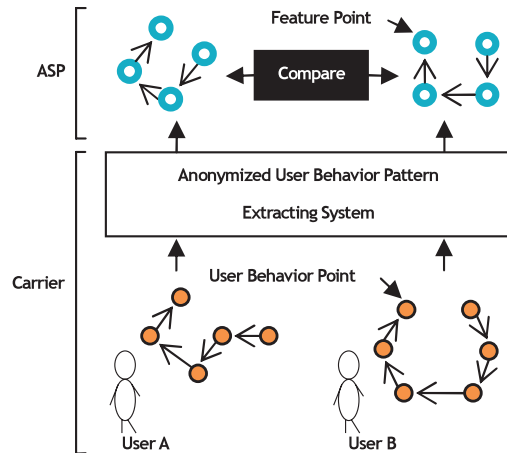 Feature Point
ASP
Compare
Anonymized User Behavior Pattern
Extracting System
Carrier
User Behavior Point
User A
User B